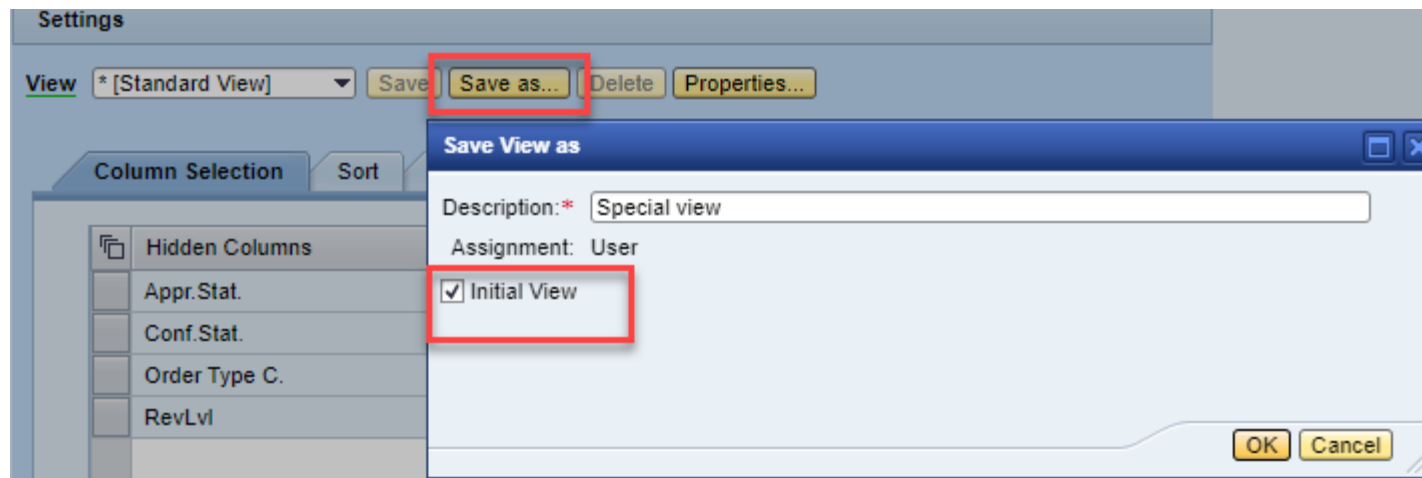 Settings
View * [Standard View] Save Save as... Delete Properties...
Save View as
Column Selection Sort
Description:* Special view
Hidden Columns
Assignment: User
Appr.Stat.
Initial View
Conf.Stat.
Order Type C.
RevLvl
OK Cancel